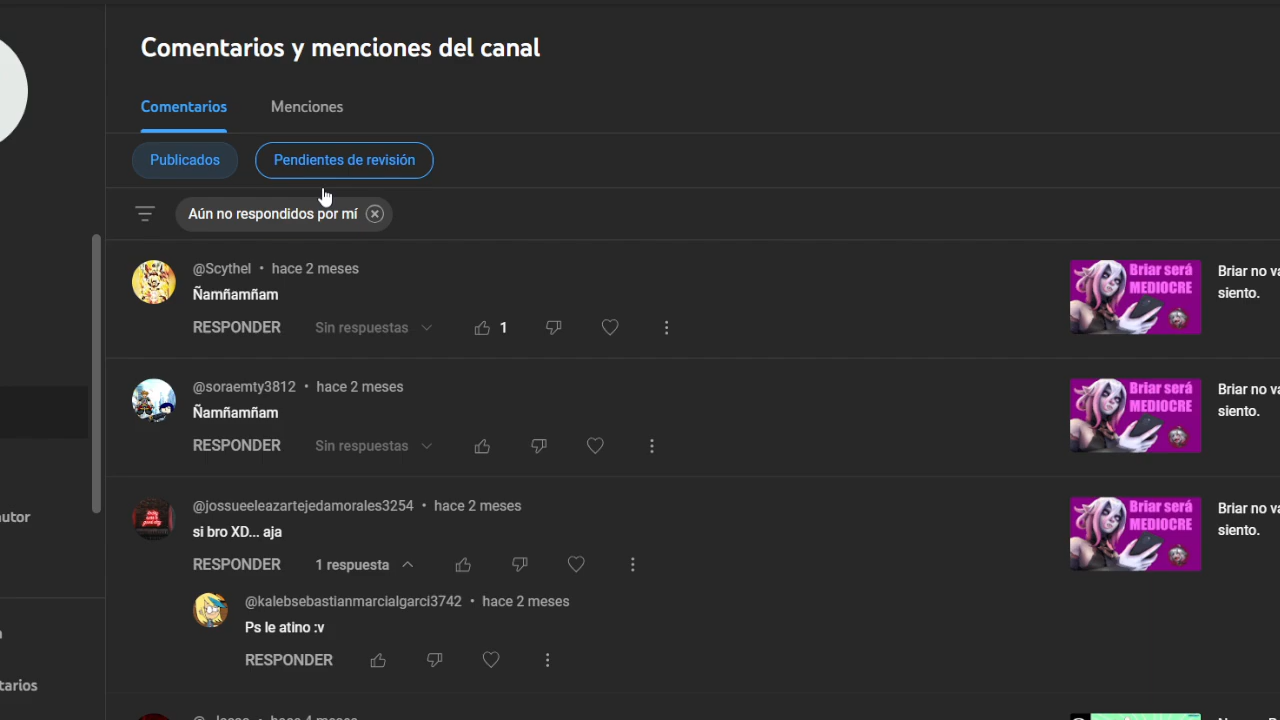 Comentarios y menciones del canal
Comentarios
Menciones
Publicados
Pendientes de revisión
Aún no respondidos por mí
@Scythel • hace 2 meses
Ñamñamñam
RESPONDER
Sin respuestas
1
Briar será
MEDIOCRE
Briar no va
siento.
@soraemty3812 • hace 2 meses
Ñamñamñam
RESPONDER
Sin respuestas
Briar será
MEDIOCRE
Briar no va
siento.
@jossueeleazartejedamorales3254 • hace 2 meses
si bro XD... aja
RESPONDER
1 respuesta
Briar será
MEDIOCRE
Briar no va
siento.
@kalebsebastianmarcialgarci3742 • hace 2 meses
Ps le atino :v
RESPONDER
utor
tarios